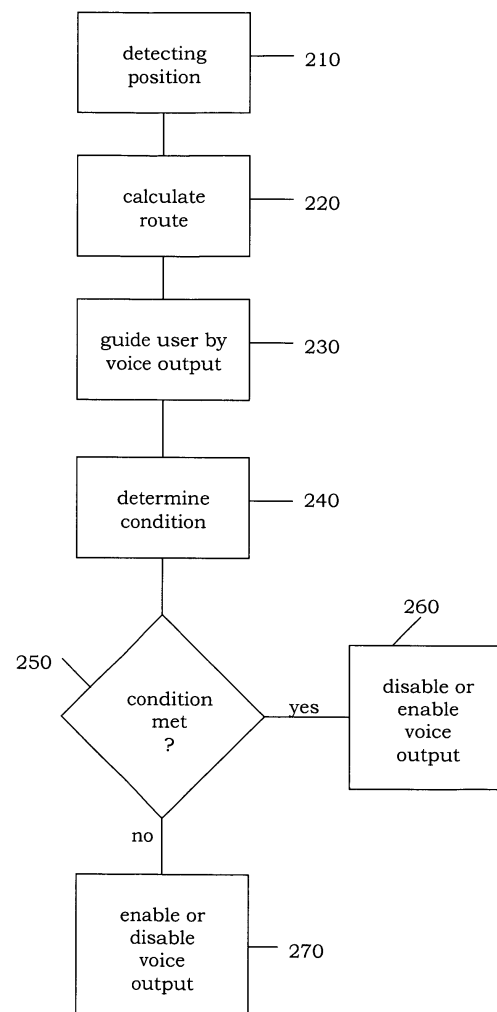 detecting
position
210
calculate
route
220
guide user by
voice output
230
determine
condition
240
250
condition
met
?
yes
260
disable or
enable
voice
output
no
enable or
disable
voice
output
270